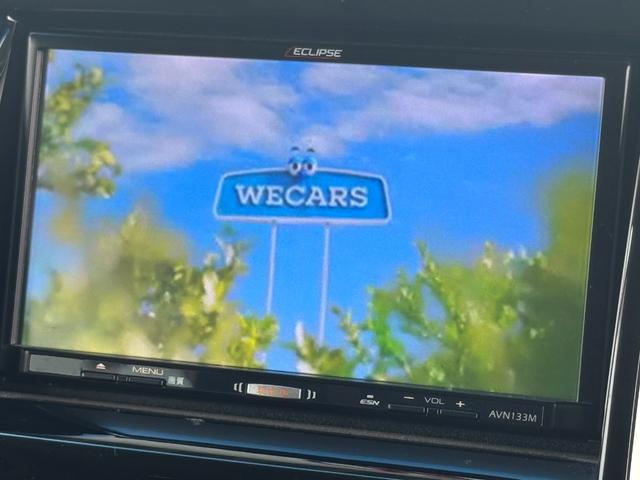 ECLIPSE
WECARS
MENU
画質
ESN
− VOL +
AVN133M